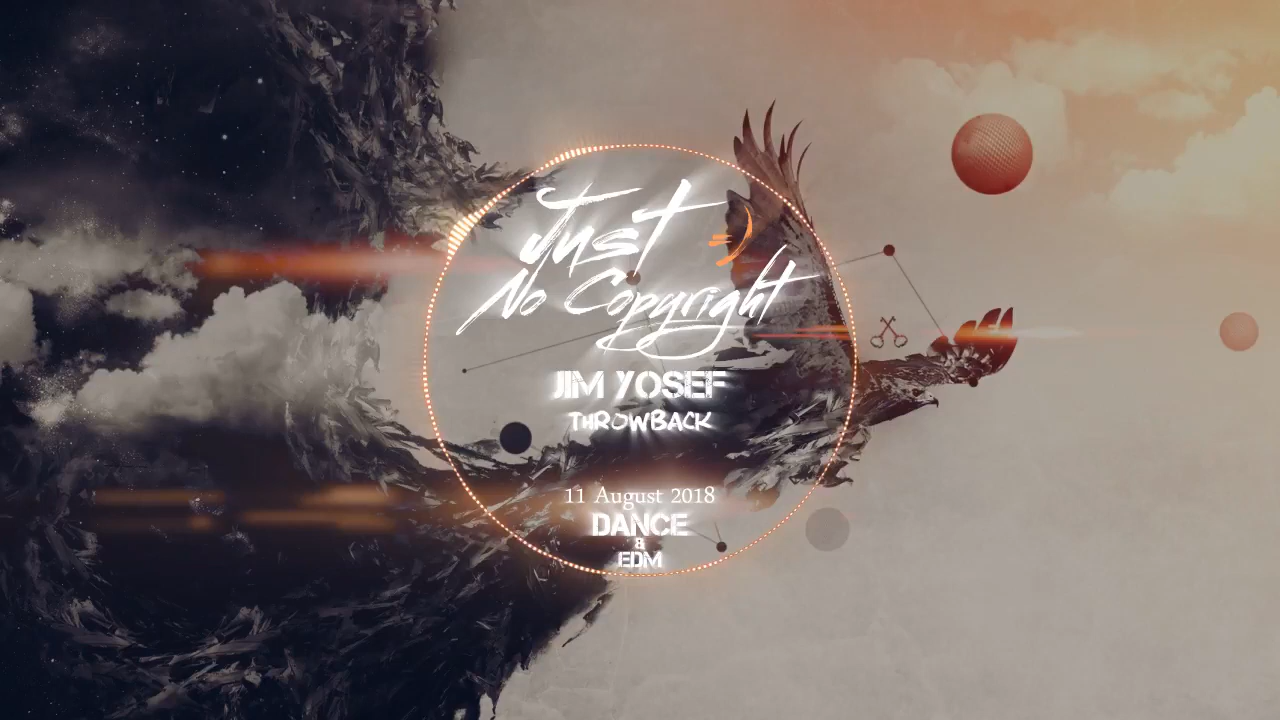 Just =)
No Copyright
JIM YOSEF
THROWBACK
11 August 2018
DANCE
&
EDM